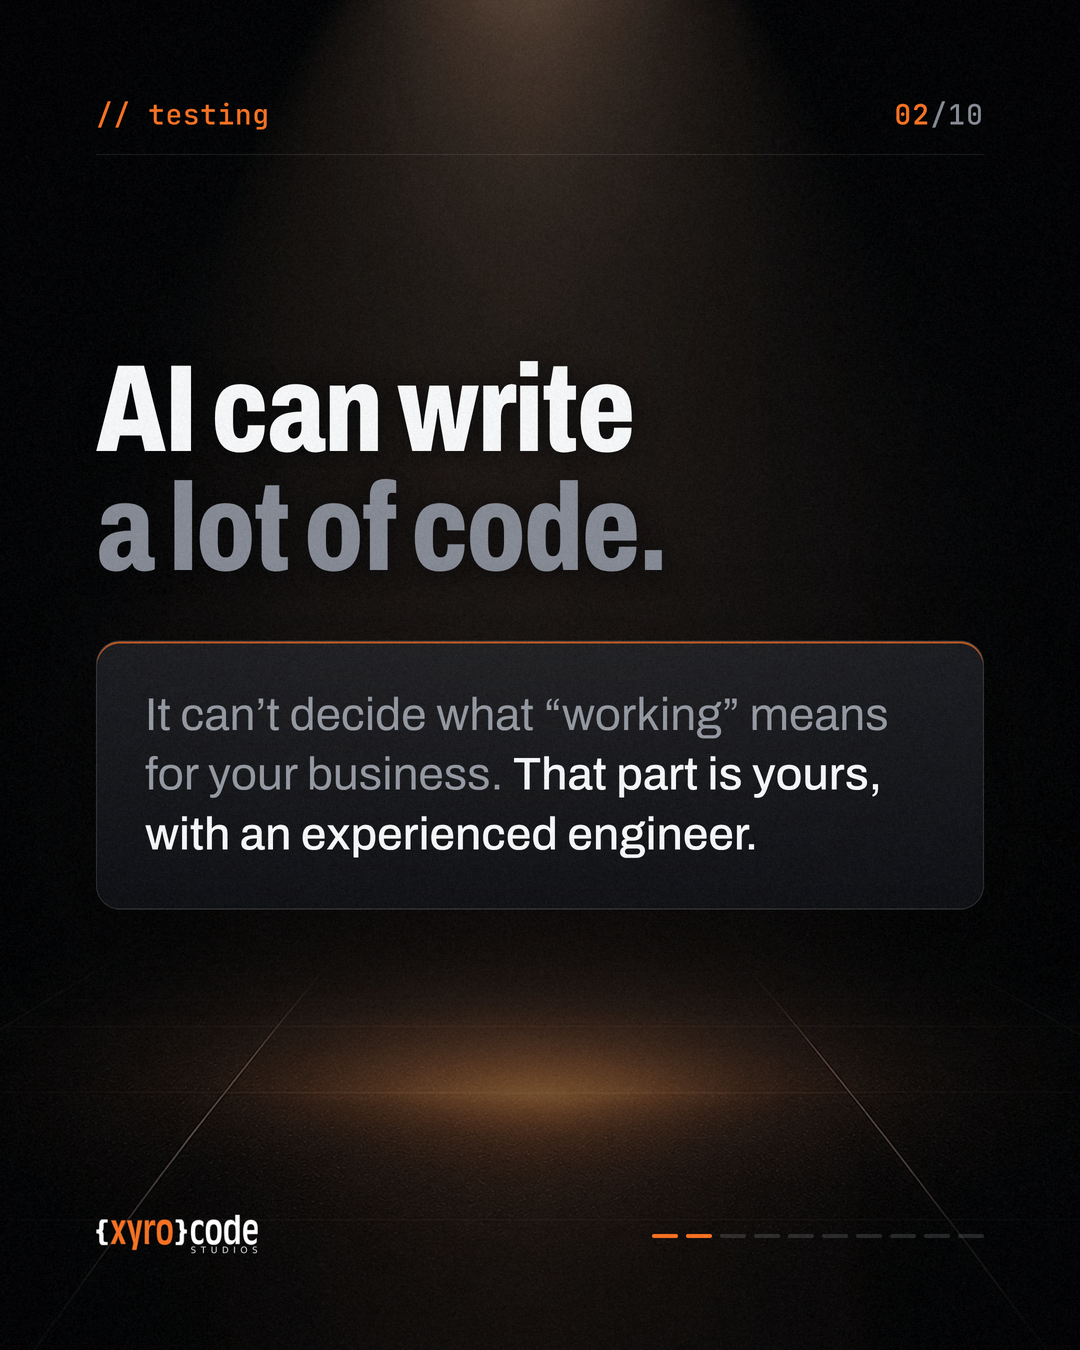 // testing
02/10
AI can write
a lot of code.
It can’t decide what “working” means
for your business. That part is yours,
with an experienced engineer.
{xyro}code
STUDIOS